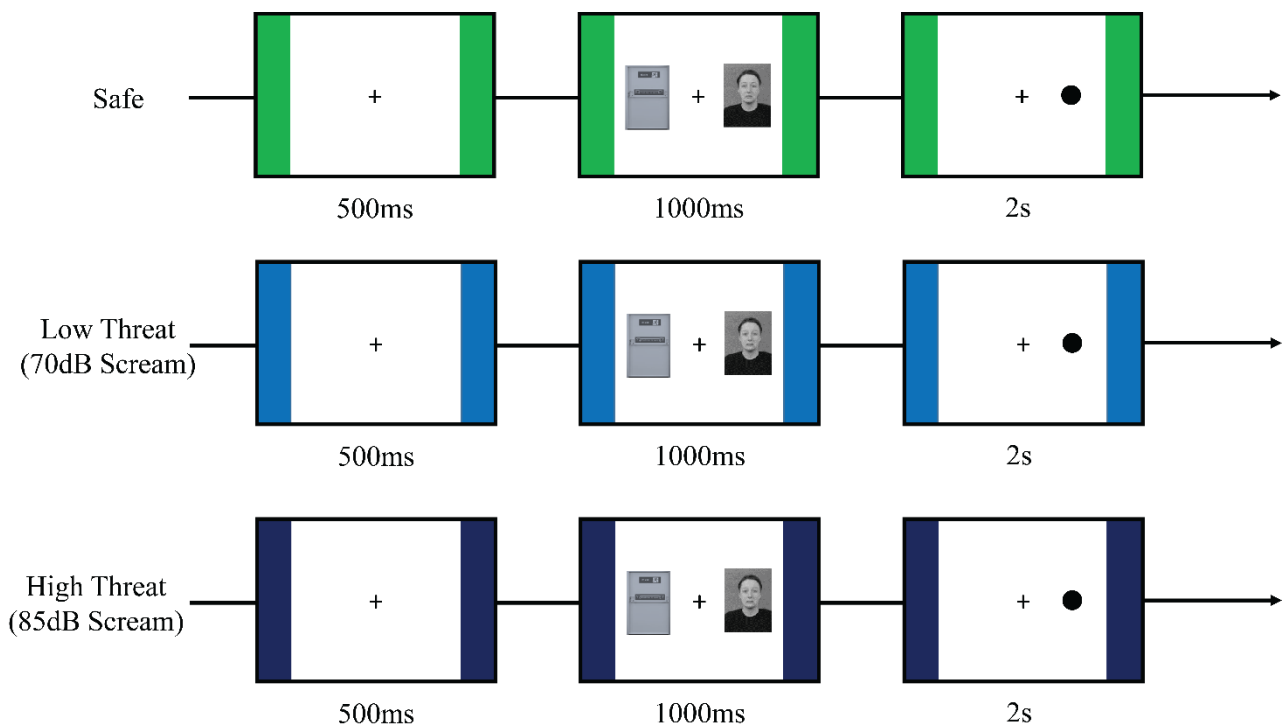 Safe
+
+
+
500ms
1000ms
2s
Low Threat
(70dB Scream)
+
+
+
500ms
1000ms
2s
High Threat
(85dB Scream)
+
+
+
500ms
1000ms
2s